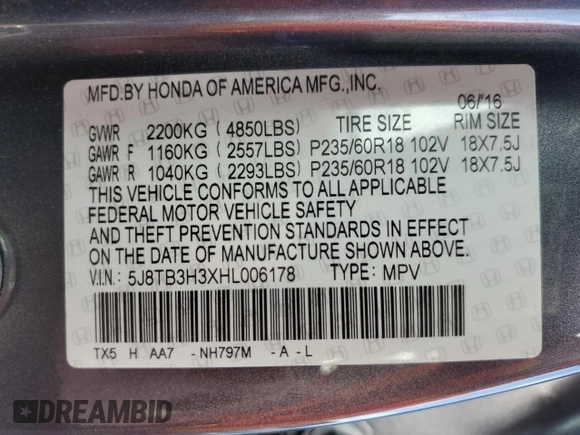 MFD.BY HONDA OF AMERICA MFG.,INC.
06/'16
GVWR 2200KG (4850LBS) TIRE SIZE RIM SIZE
GAWR F 1160KG (2557LBS) P235/60R18 102V 18X7.5J
GAWR R 1040KG (2293LBS) P235/60R18 102V 18X7.5J
THIS VEHICLE CONFORMS TO ALL APPLICABLE
FEDERAL MOTOR VEHICLE SAFETY
AND THEFT PREVENTION STANDARDS IN EFFECT
ON THE DATE OF MANUFACTURE SHOWN ABOVE.
V.I.N.: 5J8TB3H3XHL006178 TYPE: MPV
TX5 H AA7 - NH797M - A - L
DREAMBID